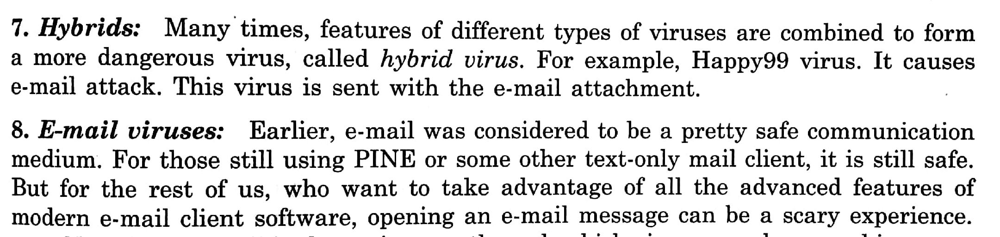 7. Hybrids: Many times, features of different types of viruses are combined to form
a more dangerous virus, called hybrid virus. For example, Happy99 virus. It causes
e-mail attack. This virus is sent with the e-mail attachment.
8. E-mail viruses: Earlier, e-mail was considered to be a pretty safe communication
medium. For those still using PINE or some other text-only mail client, it is still safe.
But for the rest of us, who want to take advantage of all the advanced features of
modern e-mail client software, opening an e-mail message can be a scary experience.